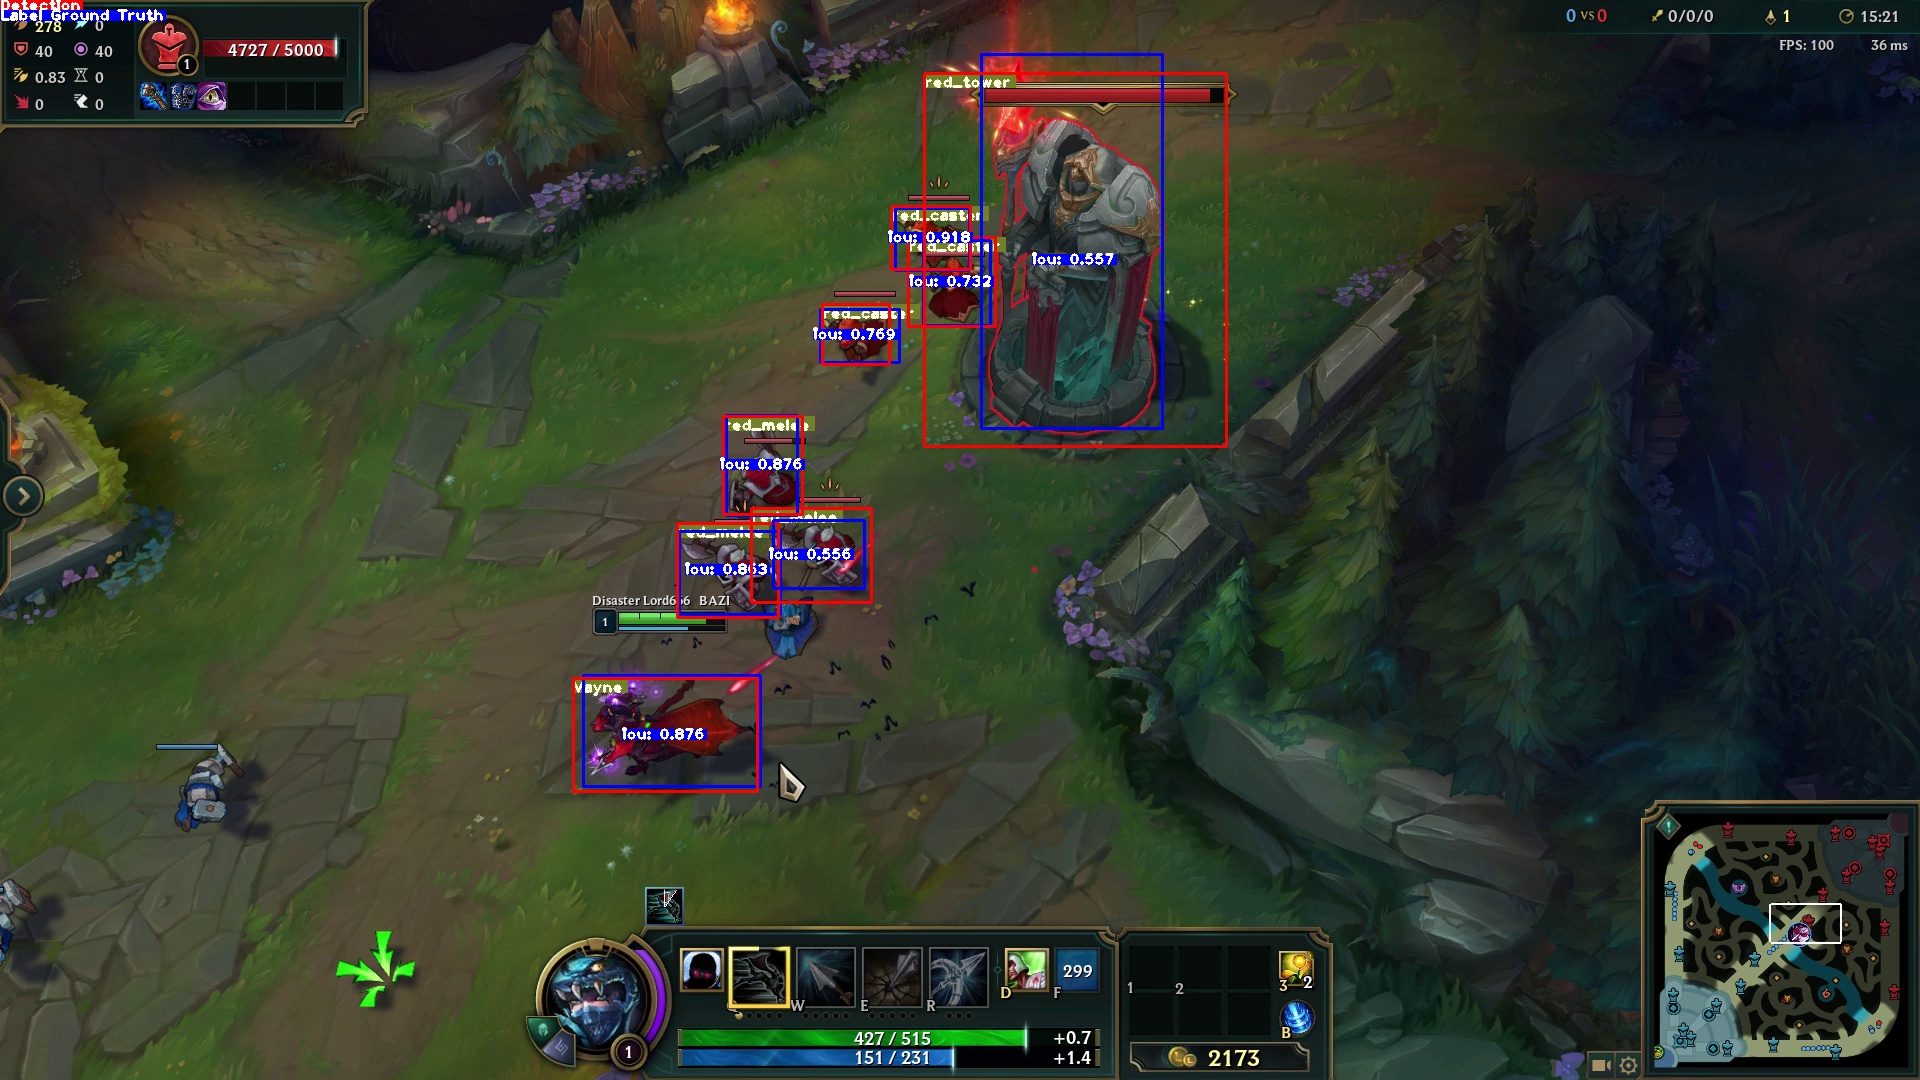 Detection
Label Ground Truth
278 0
40 40
0.83 0
0 0
1
4727 / 5000
0 vs 0
0/0/0
1
15:21
FPS: 100
36 ms
red_tower
red_caster
Iou: 0.918
red_caster
Iou: 0.557
Iou: 0.732
red_caster
Iou: 0.769
red_melee
Iou: 0.876
red_melee
red_melee
Iou: 0.556
Iou: 0.863
Disaster Lord666 BAZI
1
Vayne
Iou: 0.876
W
E
R
D
299
F
1
2
3
2
B
427 / 515
+0.7
151 / 231
+1.4
1
2173